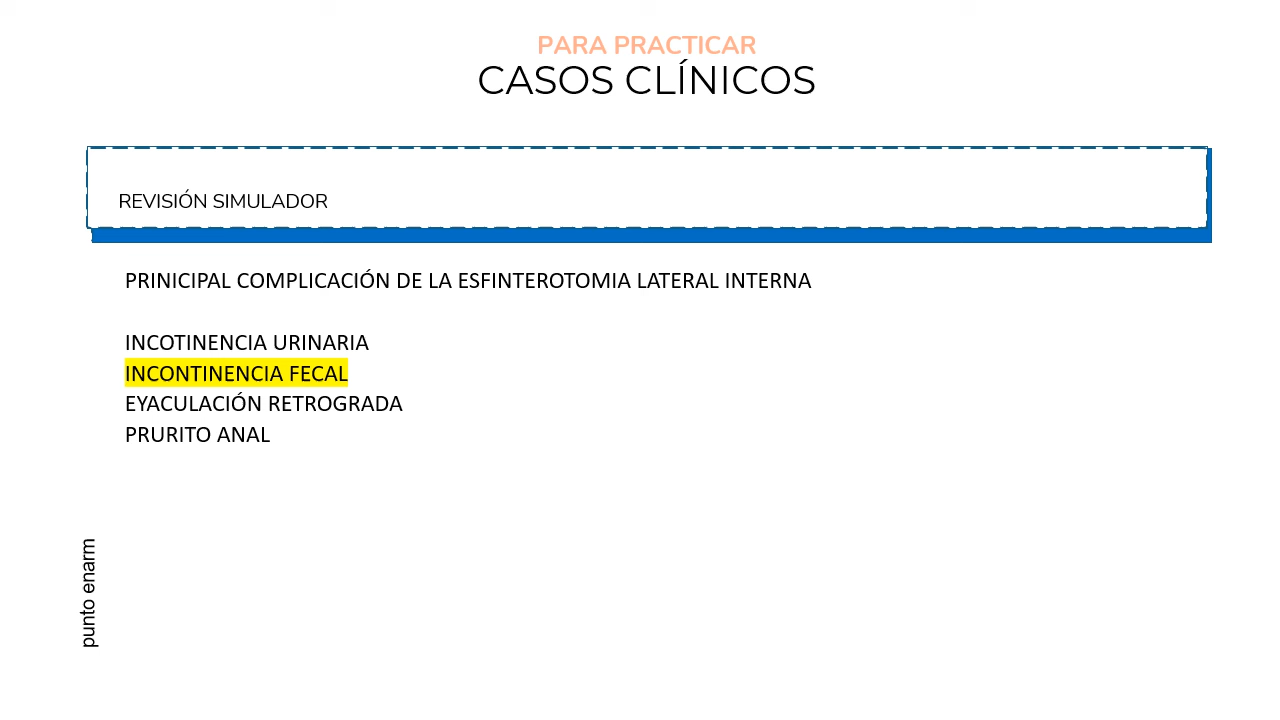 PARA PRACTICAR
CASOS CLÍNICOS
REVISIÓN SIMULADOR
PRINICIPAL COMPLICACIÓN DE LA ESFINTEROTOMIA LATERAL INTERNA
INCOTINENCIA URINARIA
INCONTINENCIA FECAL
EYACULACIÓN RETROGRADA
PRURITO ANAL
punto enarm